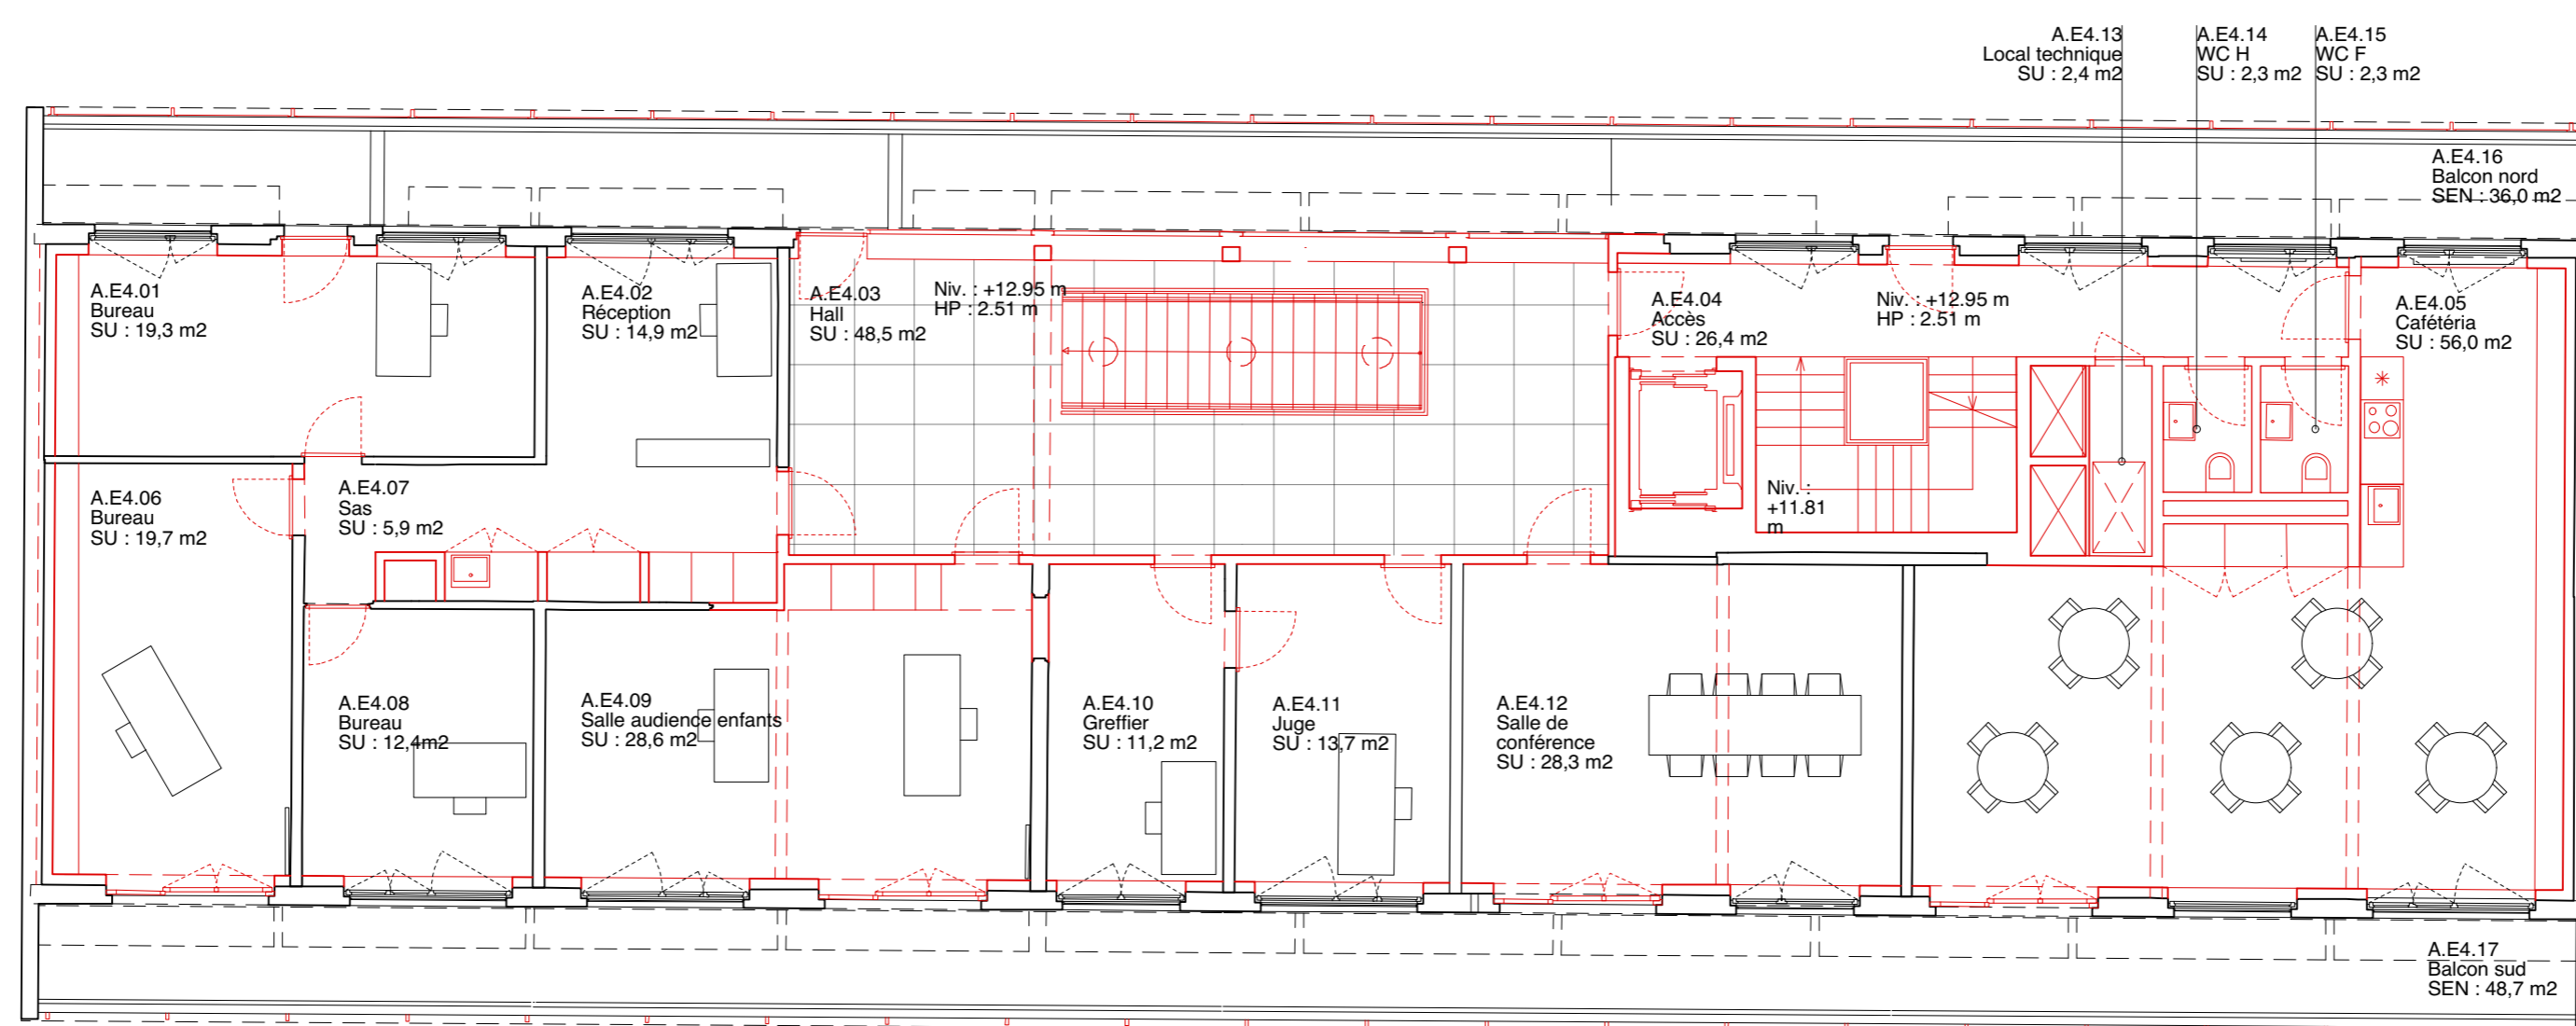 A.E4.13
Local technique
SU : 2,4 m2
A.E4.14
WC H
SU : 2,3 m2
A.E4.15
WC F
SU : 2,3 m2
A.E4.16
Balcon nord
SEN : 36,0 m2
A.E4.01
Bureau
SU : 19,3 m2
A.E4.02
Réception
SU : 14,9 m2
A.E4.03
Hall
SU : 48,5 m2
Niv. : +12.95 m
HP : 2.51 m
A.E4.04
Accès
SU : 26,4 m2
Niv. : +12.95 m
HP : 2.51 m
A.E4.05
Cafétéria
SU : 56,0 m2
A.E4.06
Bureau
SU : 19,7 m2
A.E4.07
Sas
SU : 5,9 m2
Niv. :
+11.81
m
A.E4.08
Bureau
SU : 12,4m2
A.E4.09
Salle audience enfants
SU : 28,6 m2
A.E4.10
Greffier
SU : 11,2 m2
A.E4.11
Juge
SU : 13,7 m2
A.E4.12
Salle de
conférence
SU : 28,3 m2
A.E4.17
Balcon sud
SEN : 48,7 m2